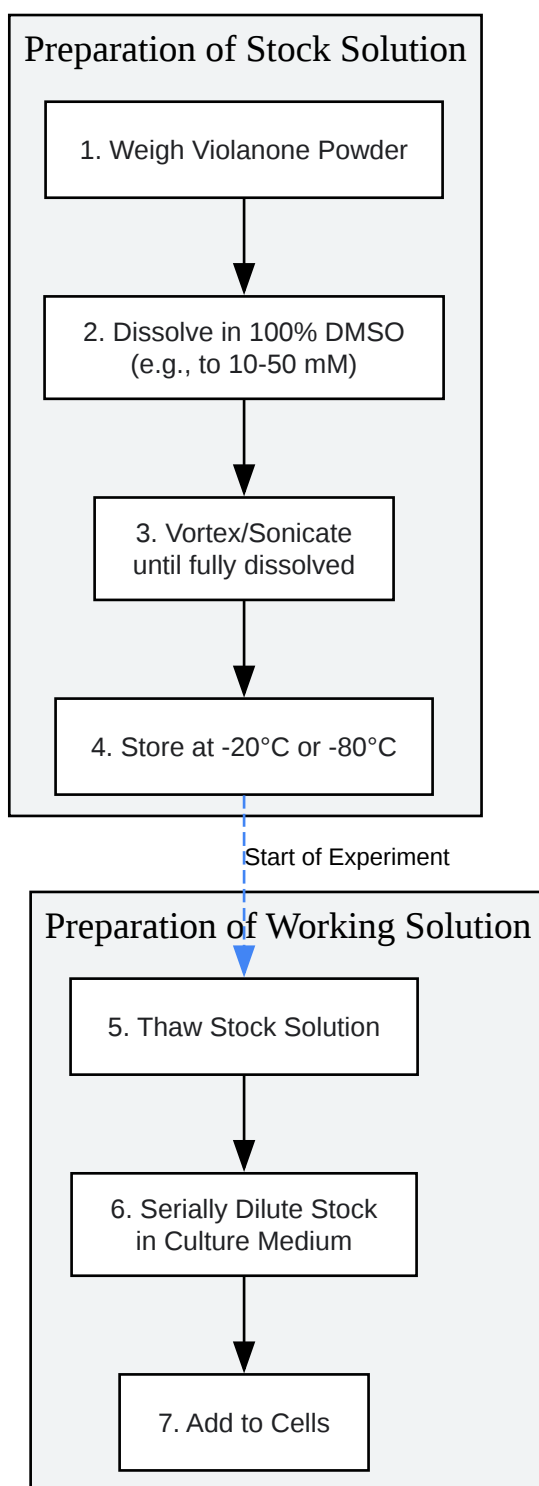 Preparation of Stock Solution
1. Weigh Violanone Powder
2. Dissolve in 100% DMSO
(e.g., to 10-50 mM)
3. Vortex/Sonicate
until fully dissolved
4. Store at -20°C or -80°C
Start of Experiment
Preparation of Working Solution
5. Thaw Stock Solution
6. Serially Dilute Stock
in Culture Medium
7. Add to Cells